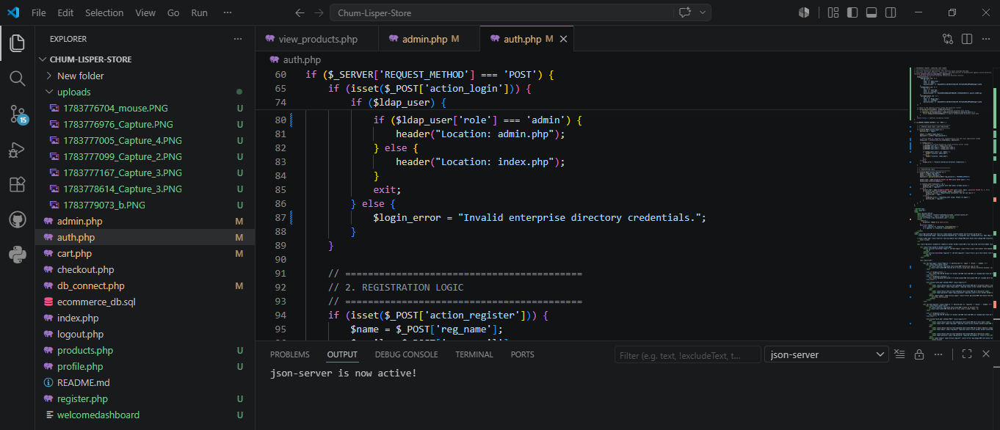 File Edit Selection View Go Run ··· Chum-Lisper-Store
EXPLORER ···
CHUM-LISPER-STORE
New folder
uploads
1783776704_mouse.PNG U
1783776976_Capture.PNG U
1783777005_Capture_4.PNG U
1783777099_Capture_2.PNG U
1783777167_Capture_3.PNG U
1783778614_Capture_3.PNG U
1783779073_b.PNG U
admin.php M
auth.php M
cart.php M
checkout.php
db_connect.php M
ecommerce_db.sql
index.php
logout.php
products.php U
profile.php U
README.md
register.php U
welcomedashboard U
15
view_products.php admin.php M auth.php M
auth.php
60 if ($_SERVER['REQUEST_METHOD'] === 'POST') {
65 if (isset($_POST['action_login'])) {
74 if ($ldap_user) {
80 if ($ldap_user['role'] === 'admin') {
81 header("Location: admin.php");
82 } else {
83 header("Location: index.php");
84 }
85 exit;
86 } else {
87 $login_error = "Invalid enterprise directory credentials.";
88 }
89 }
90
91 // ==========================================
92 // 2. REGISTRATION LOGIC
93 // ==========================================
94 if (isset($_POST['action_register'])) {
95 $name = $_POST['reg_name'];
PROBLEMS OUTPUT DEBUG CONSOLE TERMINAL PORTS Filter (e.g. text, !excludeText, t... json-server
json-server is now active!